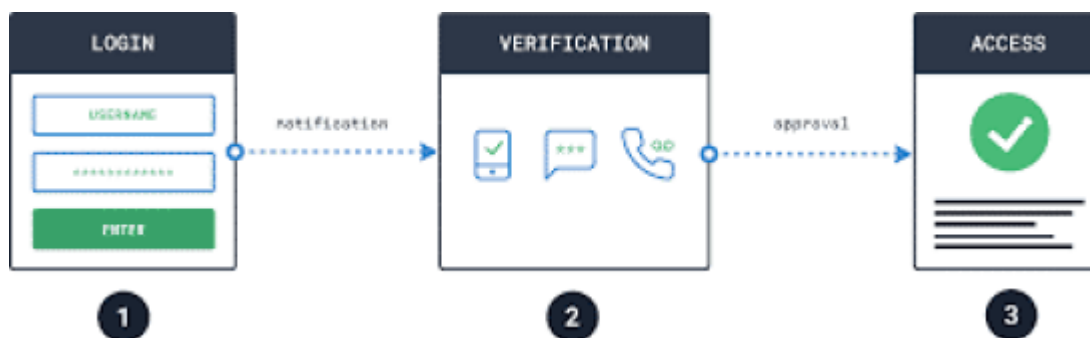 LOGIN
USERNAME
************
ENTER
notification
VERIFICATION
***
approval
ACCESS
1
2
3